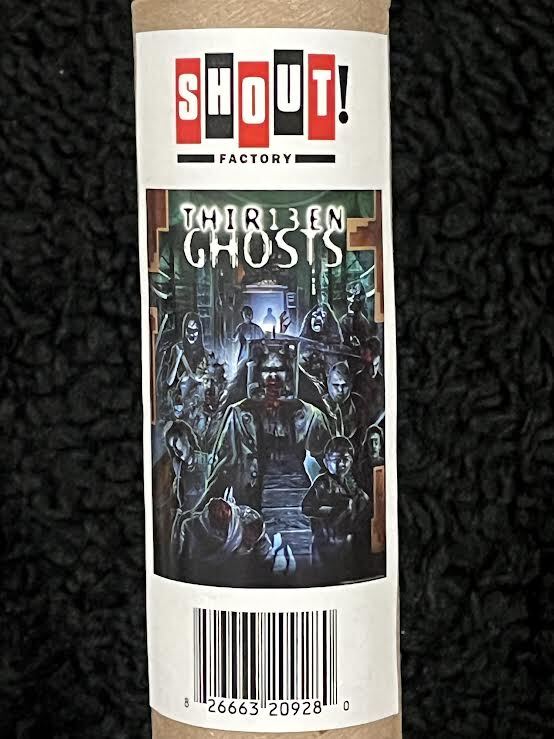 SHOUT!
FACTORY
THIR13EN
GHOSTS
8 26663 20928 0